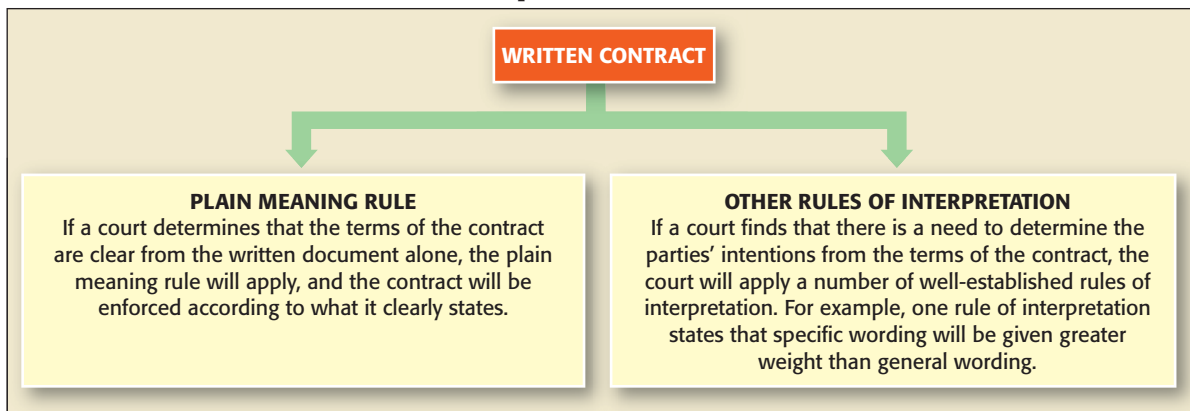 WRITTEN CONTRACT
PLAIN MEANING RULE
If a court determines that the terms of the contract
are clear from the written document alone, the plain
meaning rule will apply, and the contract will be
enforced according to what it clearly states.
OTHER RULES OF INTERPRETATION
If a court finds that there is a need to determine the
parties’ intentions from the terms of the contract, the
court will apply a number of well-established rules of
interpretation. For example, one rule of interpretation
states that specific wording will be given greater
weight than general wording.